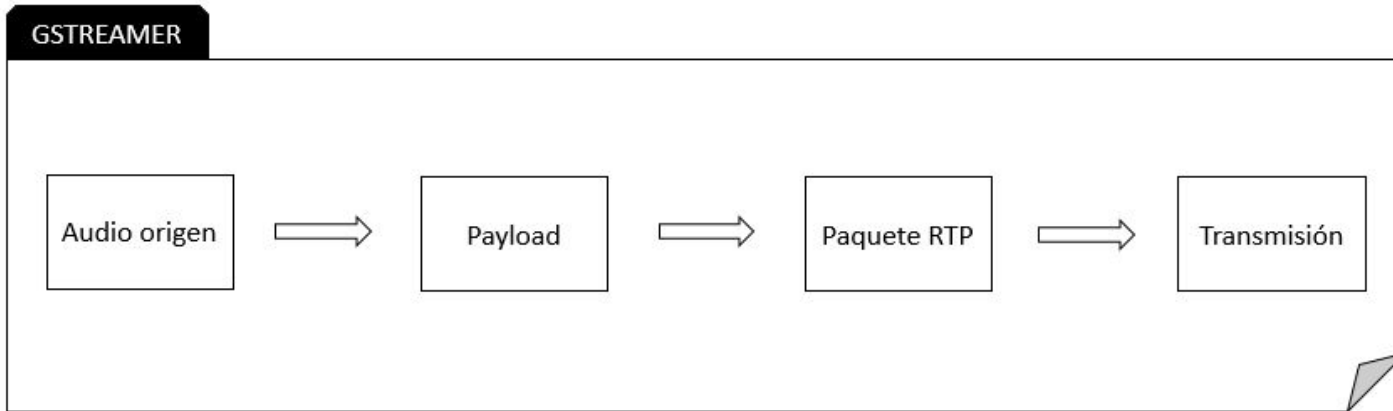 GSTREAMER
Audio origen
Payload
Paquete RTP
Transmisión